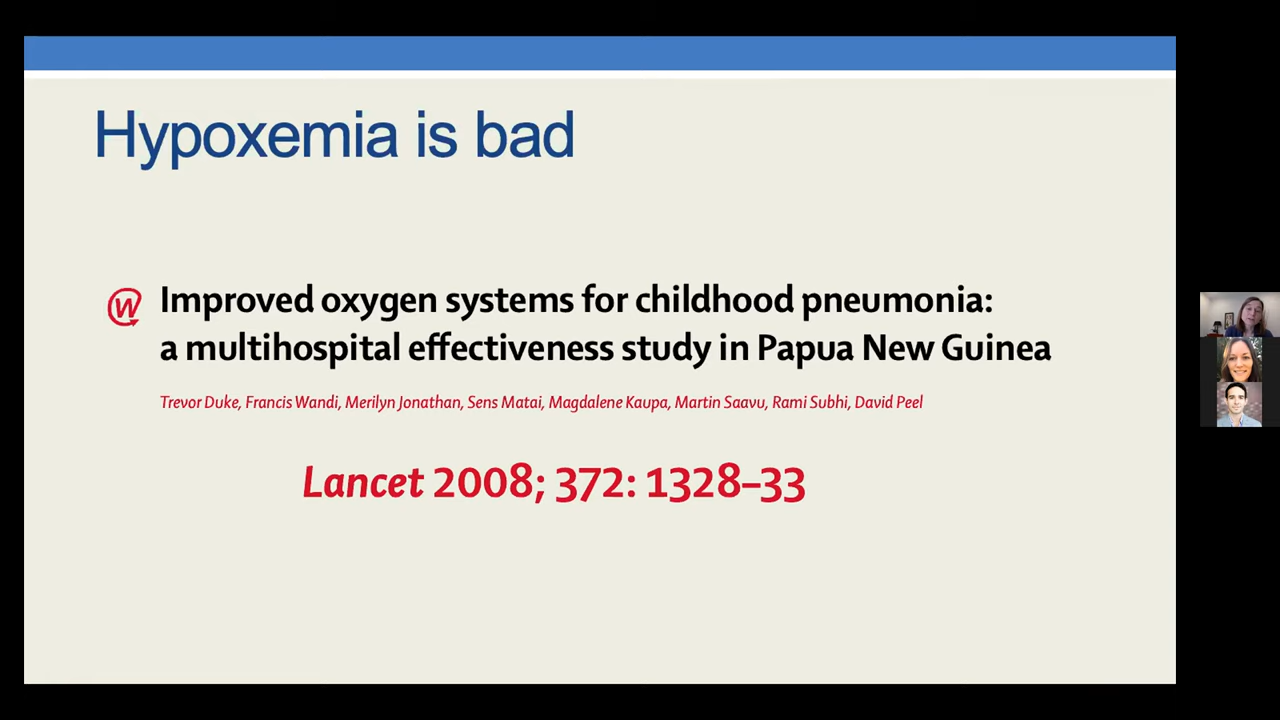 Hypoxemia is bad
W Improved oxygen systems for childhood pneumonia:
a multihospital effectiveness study in Papua New Guinea
Trevor Duke, Francis Wandi, Merilyn Jonathan, Sens Matai, Magdalene Kaupa, Martin Saavu, Rami Subhi, David Peel
Lancet 2008; 372: 1328–33